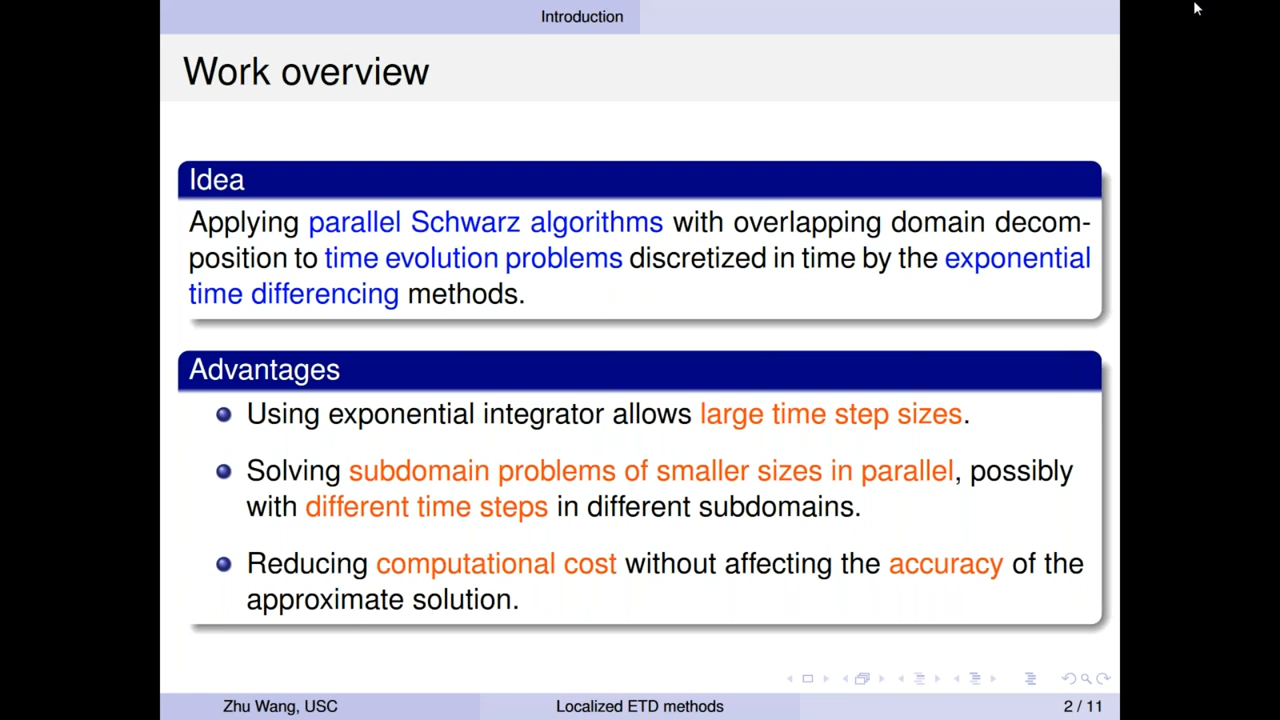 Introduction
Work overview
Idea
Applying parallel Schwarz algorithms with overlapping domain decom-
position to time evolution problems discretized in time by the exponential
time differencing methods.
Advantages
Using exponential integrator allows large time step sizes.
Solving subdomain problems of smaller sizes in parallel, possibly
with different time steps in different subdomains.
Reducing computational cost without affecting the accuracy of the
approximate solution.
Zhu Wang, USC
Localized ETD methods
2 / 11